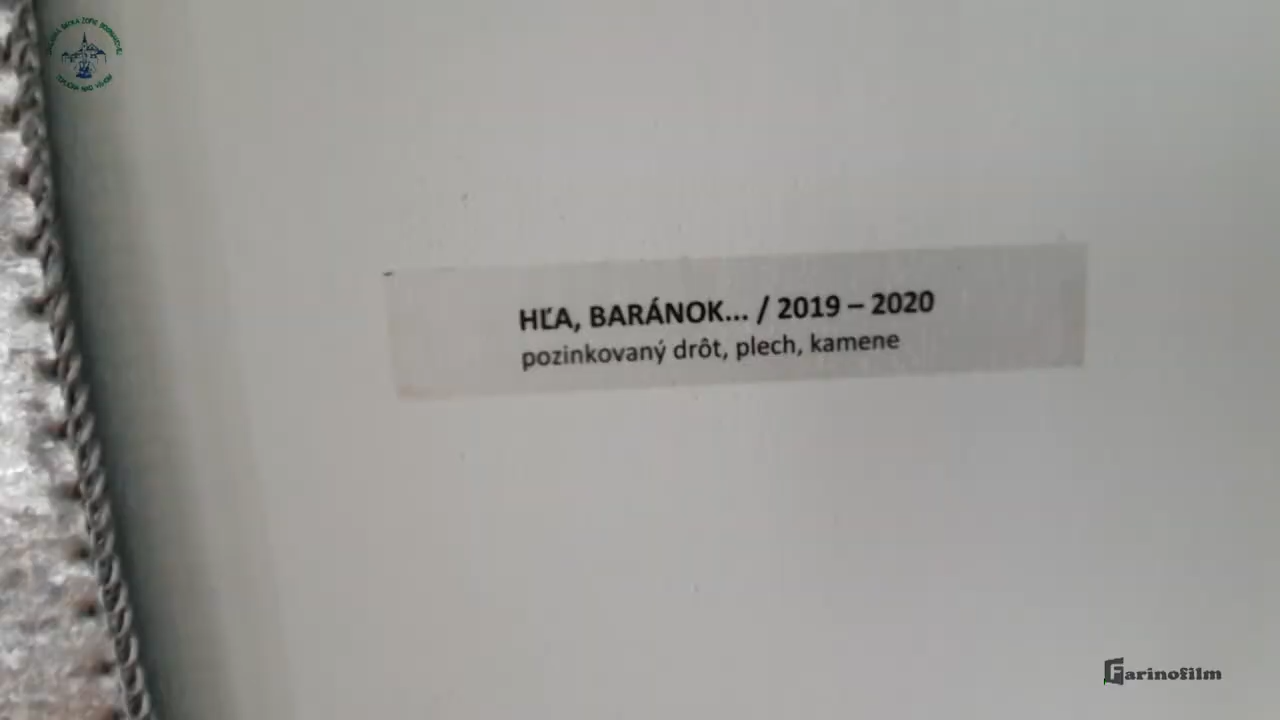 HĽA, BARÁNOK... / 2019 – 2020
pozinkovaný drôt, plech, kamene
Farinofilm